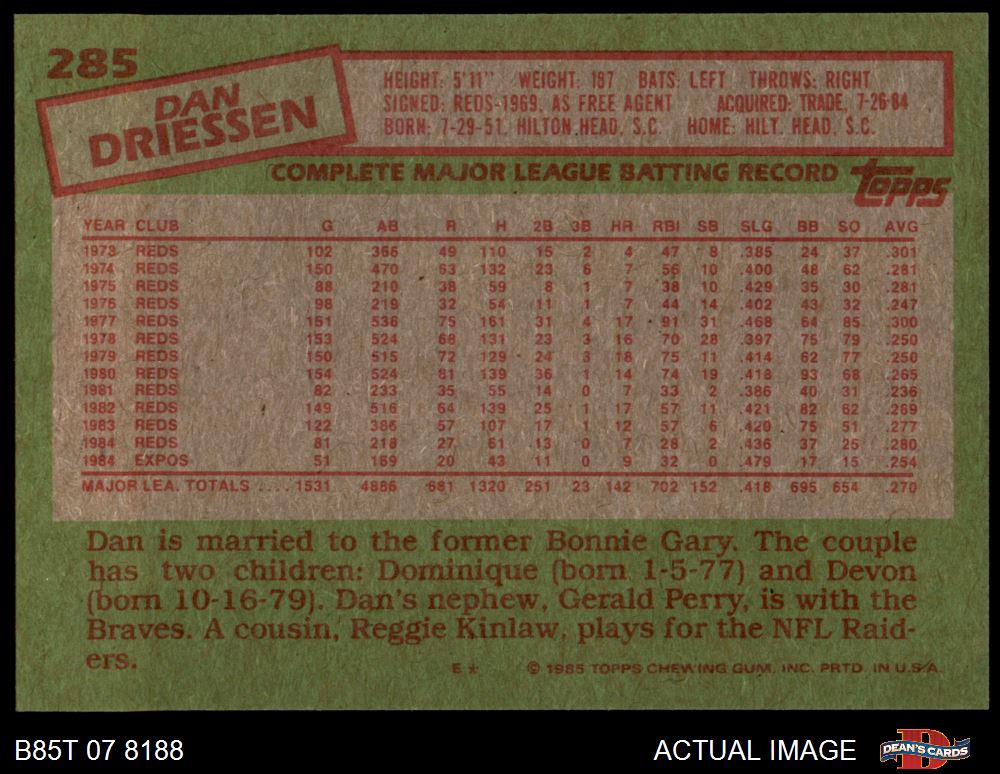 285
DAN
DRIESSEN
HEIGHT: 5'11" WEIGHT: 187 BATS: LEFT THROWS: RIGHT
SIGNED: REDS-1969, AS FREE AGENT ACQUIRED: TRADE, 7-26-84
BORN: 7-29-51, HILTON HEAD, S.C. HOME: HILT. HEAD, S.C.
COMPLETE MAJOR LEAGUE BATTING RECORD topps
YEAR CLUB G AB R H 2B 3B HR RBI SB SLG BB SO AVG
1973 REDS 102 366 49 110 15 2 4 47 8 .385 24 37 .301
1974 REDS 150 470 63 132 23 6 7 56 10 .400 48 62 .281
1975 REDS 88 210 38 59 8 1 7 38 10 .429 35 30 .281
1976 REDS 98 219 32 54 11 1 7 44 14 .402 43 32 .247
1977 REDS 151 536 75 161 31 4 17 91 31 .468 64 85 .300
1978 REDS 153 524 68 131 23 3 16 70 28 .397 75 79 .250
1979 REDS 150 515 72 129 24 3 18 75 11 .414 62 77 .250
1980 REDS 154 524 81 139 36 1 14 74 19 .418 93 68 .265
1981 REDS 82 233 35 55 14 0 7 33 2 .386 40 31 .236
1982 REDS 149 516 64 139 25 1 17 57 11 .421 82 62 .269
1983 REDS 122 386 57 107 17 1 12 57 6 .420 75 51 .277
1984 REDS 81 218 27 61 13 0 7 28 2 .436 37 25 .280
1984 EXPOS 51 169 20 43 11 0 9 32 0 .479 17 15 .254
MAJOR LEA. TOTALS .... 1531 4886 681 1320 251 23 142 702 152 .418 695 654 .270
Dan is married to the former Bonnie Gary. The couple
has two children: Dominique (born 1-5-77) and Devon
(born 10-16-79). Dan's nephew, Gerald Perry, is with the
Braves. A cousin, Reggie Kinlaw, plays for the NFL Raid-
ers.
E* © 1985 TOPPS CHEWING GUM, INC. PRTD. IN U.S.A.
B85T 07 8188 ACTUAL IMAGE DEAN'S CARDS